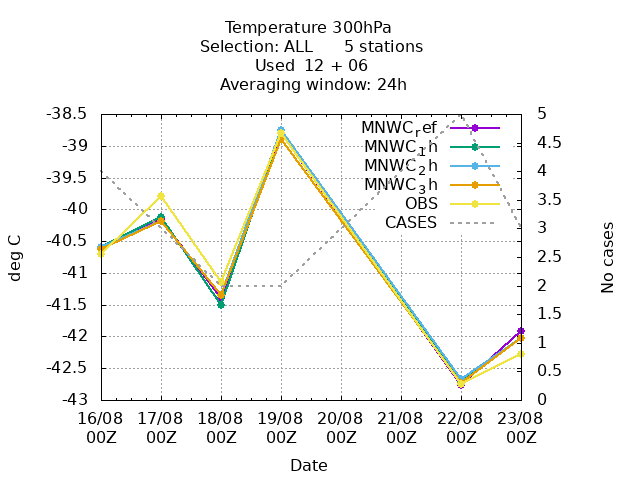 Temperature 300hPa
Selection: ALL 5 stations
Used 12 + 06
Averaging window: 24h
-38.5
-39
-39.5
-40
-40.5
-41
-41.5
-42
-42.5
-43
deg C
5
4.5
4
3.5
3
2.5
2
1.5
1
0.5
0
No cases
MNWC_ref
MNWC_1h
MNWC_2h
MNWC_3h
OBS
CASES
16/08 17/08 18/08 19/08 20/08 21/08 22/08 23/08
00Z 00Z 00Z 00Z 00Z 00Z 00Z 00Z
Date